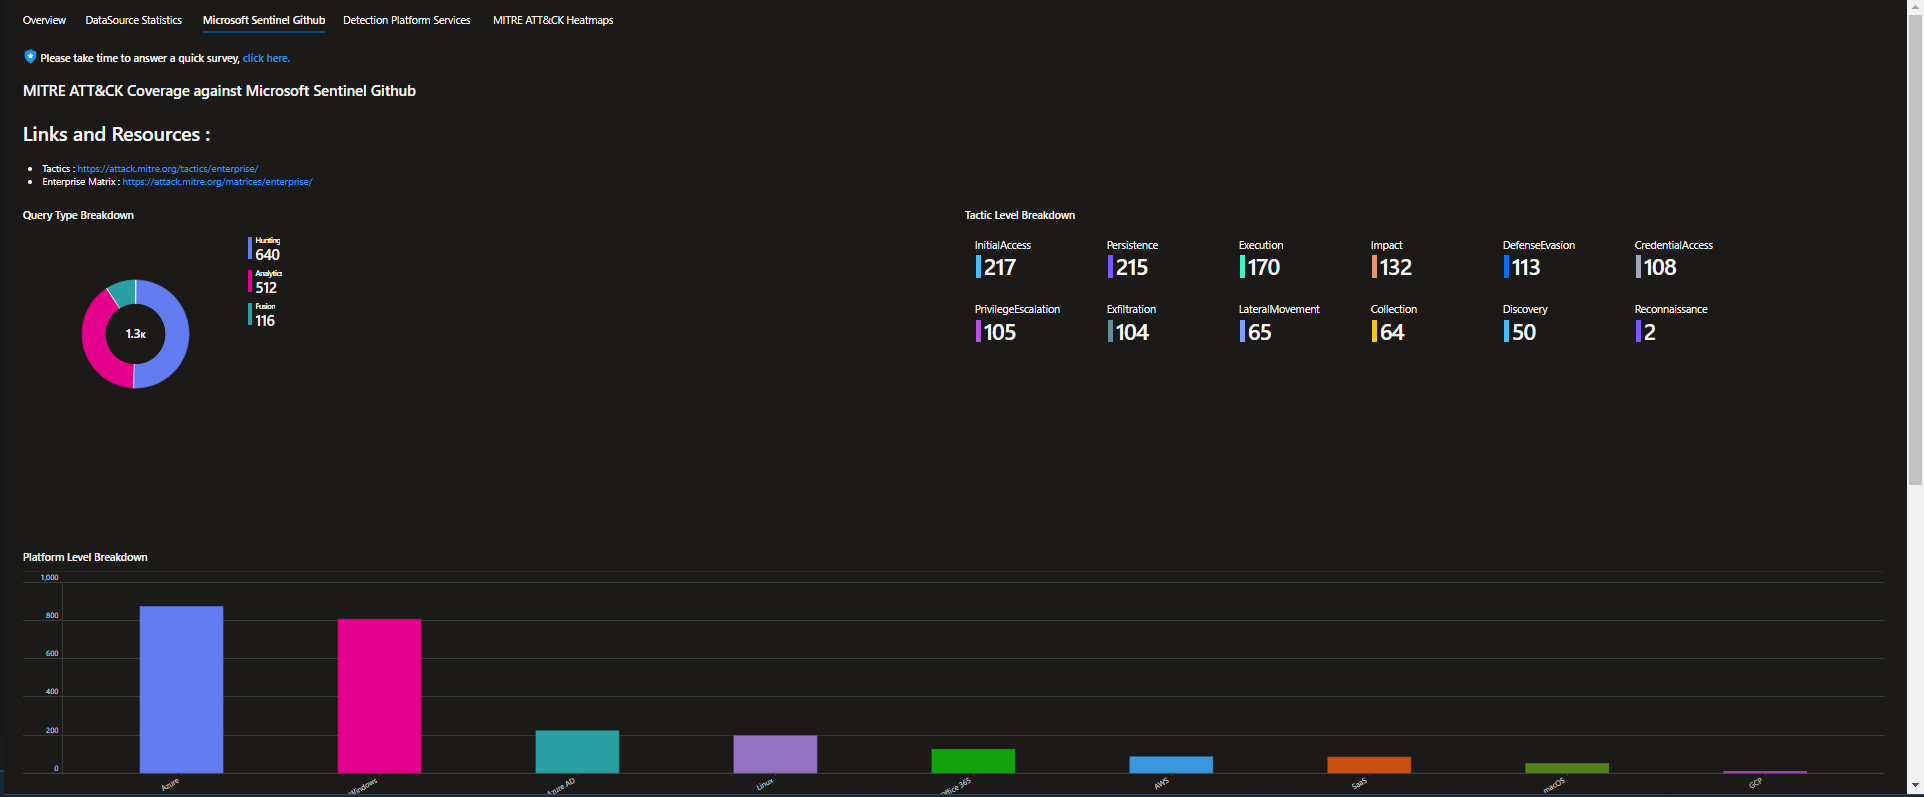 Overview DataSource Statistics Microsoft Sentinel Github Detection Platform Services MITRE ATT&CK Heatmaps
Please take time to answer a quick survey, click here.
MITRE ATT&CK Coverage against Microsoft Sentinel Github
Links and Resources :
Tactics : https://attack.mitre.org/tactics/enterprise/
Enterprise Matrix : https://attack.mitre.org/matrices/enterprise/
Query Type Breakdown
Hunting
640
Analytics
512
Fusion
116
1.3K
Tactic Level Breakdown
InitialAccess Persistence Execution Impact DefenseEvasion CredentialAccess
217 215 170 132 113 108
PrivilegeEscalation Exfiltration LateralMovement Collection Discovery Reconnaissance
105 104 65 64 50 2
Platform Level Breakdown
1,000
800
600
400
200
0
Azure Windows Azure AD Linux Office 365 AWS SaaS macOS GCP